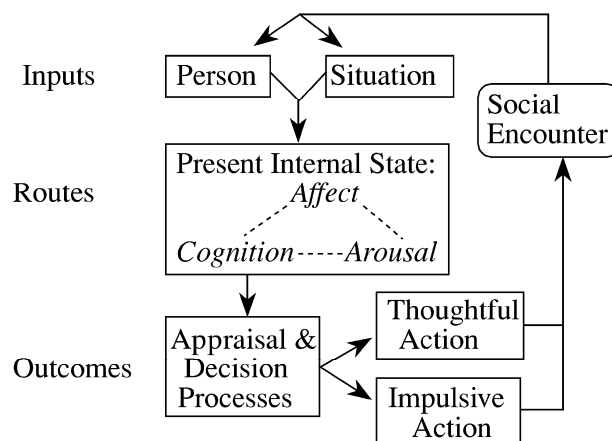 Inputs
Person
Situation
Social
Encounter
Routes
Present Internal State:
Affect
Cognition
Arousal
Outcomes
Appraisal &
Decision
Processes
Thoughtful
Action
Impulsive
Action